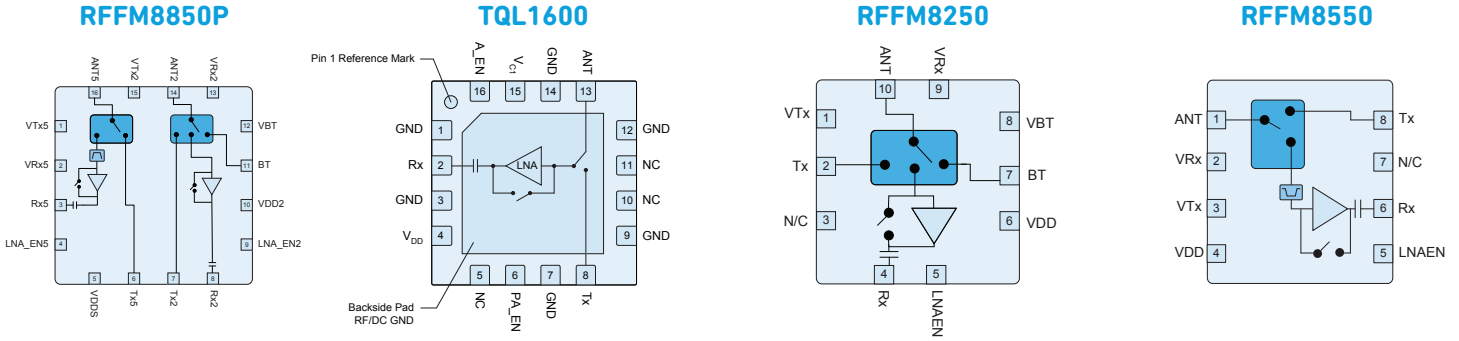 RFFM8850P
ANT5
VTx2
ANT2
VRx2
16
15
14
13
VTx5
1
12
VBT
VRx5
2
11
BT
Rx5
3
10
VDD2
LNA_EN5
4
9
LNA_EN2
5
6
7
8
VDDS
Tx5
Tx2
Rx2
TQL1600
Pin 1 Reference Mark
A_EN
VC1
GND
ANT
16
15
14
13
GND
1
12
GND
Rx
2
LNA
11
NC
GND
3
10
NC
VDD
4
9
GND
5
6
7
8
NC
PA_EN
GND
Tx
Backside Pad
RF/DC GND
RFFM8250
ANT
VRx
10
9
VTx
1
8
VBT
Tx
2
7
BT
N/C
3
6
VDD
4
5
Rx
LNAEN
RFFM8550
ANT
1
8
Tx
VRx
2
7
N/C
VTx
3
6
Rx
VDD
4
5
LNAEN